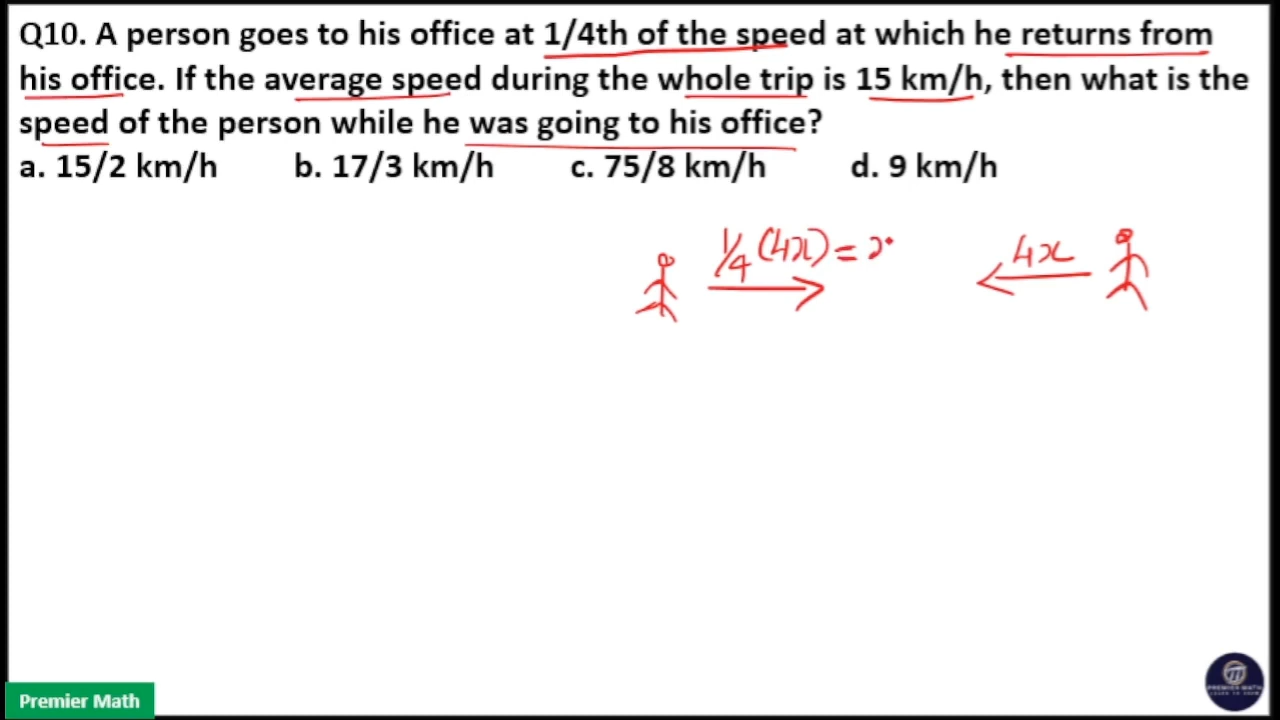 Q10. A person goes to his office at 1/4th of the speed at which he returns from
his office. If the average speed during the whole trip is 15 km/h, then what is the
speed of the person while he was going to his office?
a. 15/2 km/h b. 17/3 km/h c. 75/8 km/h d. 9 km/h
1/4 (4x) = x 4x
Premier Math
PREMIER MATH